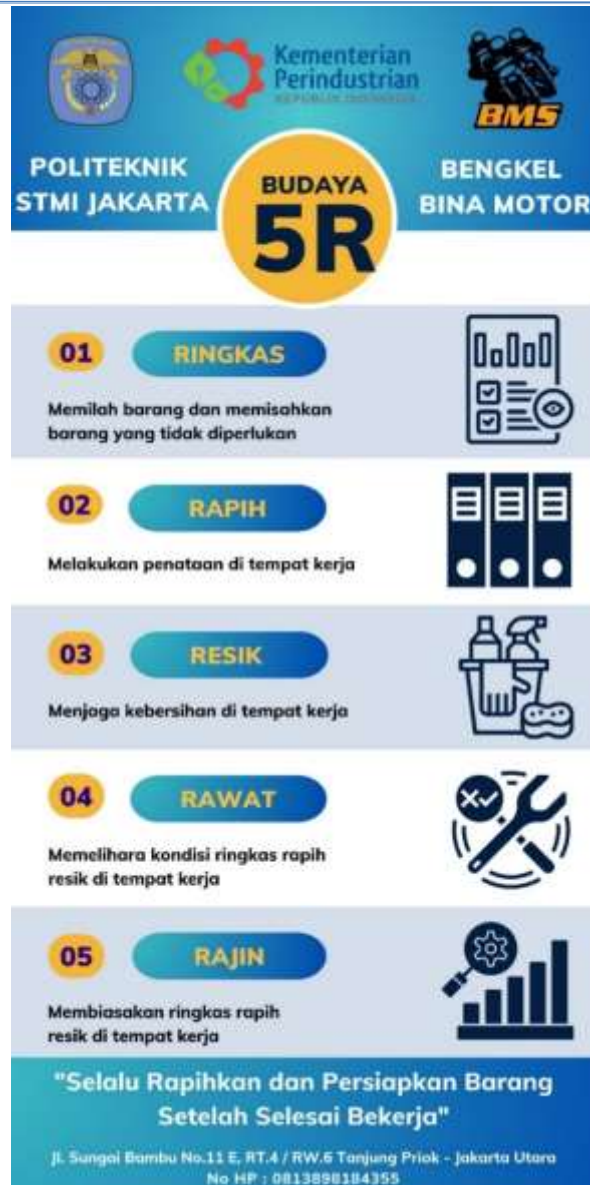 Kementerian
Perindustrian
REPUBLIK INDONESIA
BMS
POLITEKNIK
STMI JAKARTA
BENGKEL
BINA MOTOR
BUDAYA
5R
01
RINGKAS
Memilah barang dan memisahkan
barang yang tidak diperlukan
02
RAPIH
Melakukan penataan di tempat kerja
03
RESIK
Menjaga kebersihan di tempat kerja
04
RAWAT
Memelihara kondisi ringkas rapih
resik di tempat kerja
05
RAJIN
Membiasakan ringkas rapih
resik di tempat kerja
"Selalu Rapihkan dan Persiapkan Barang
Setelah Selesai Bekerja"
Jl. Sungai Bambu No.11 E, RT.4 / RW.6 Tanjung Priok - Jakarta Utara
No HP : 0813898184355